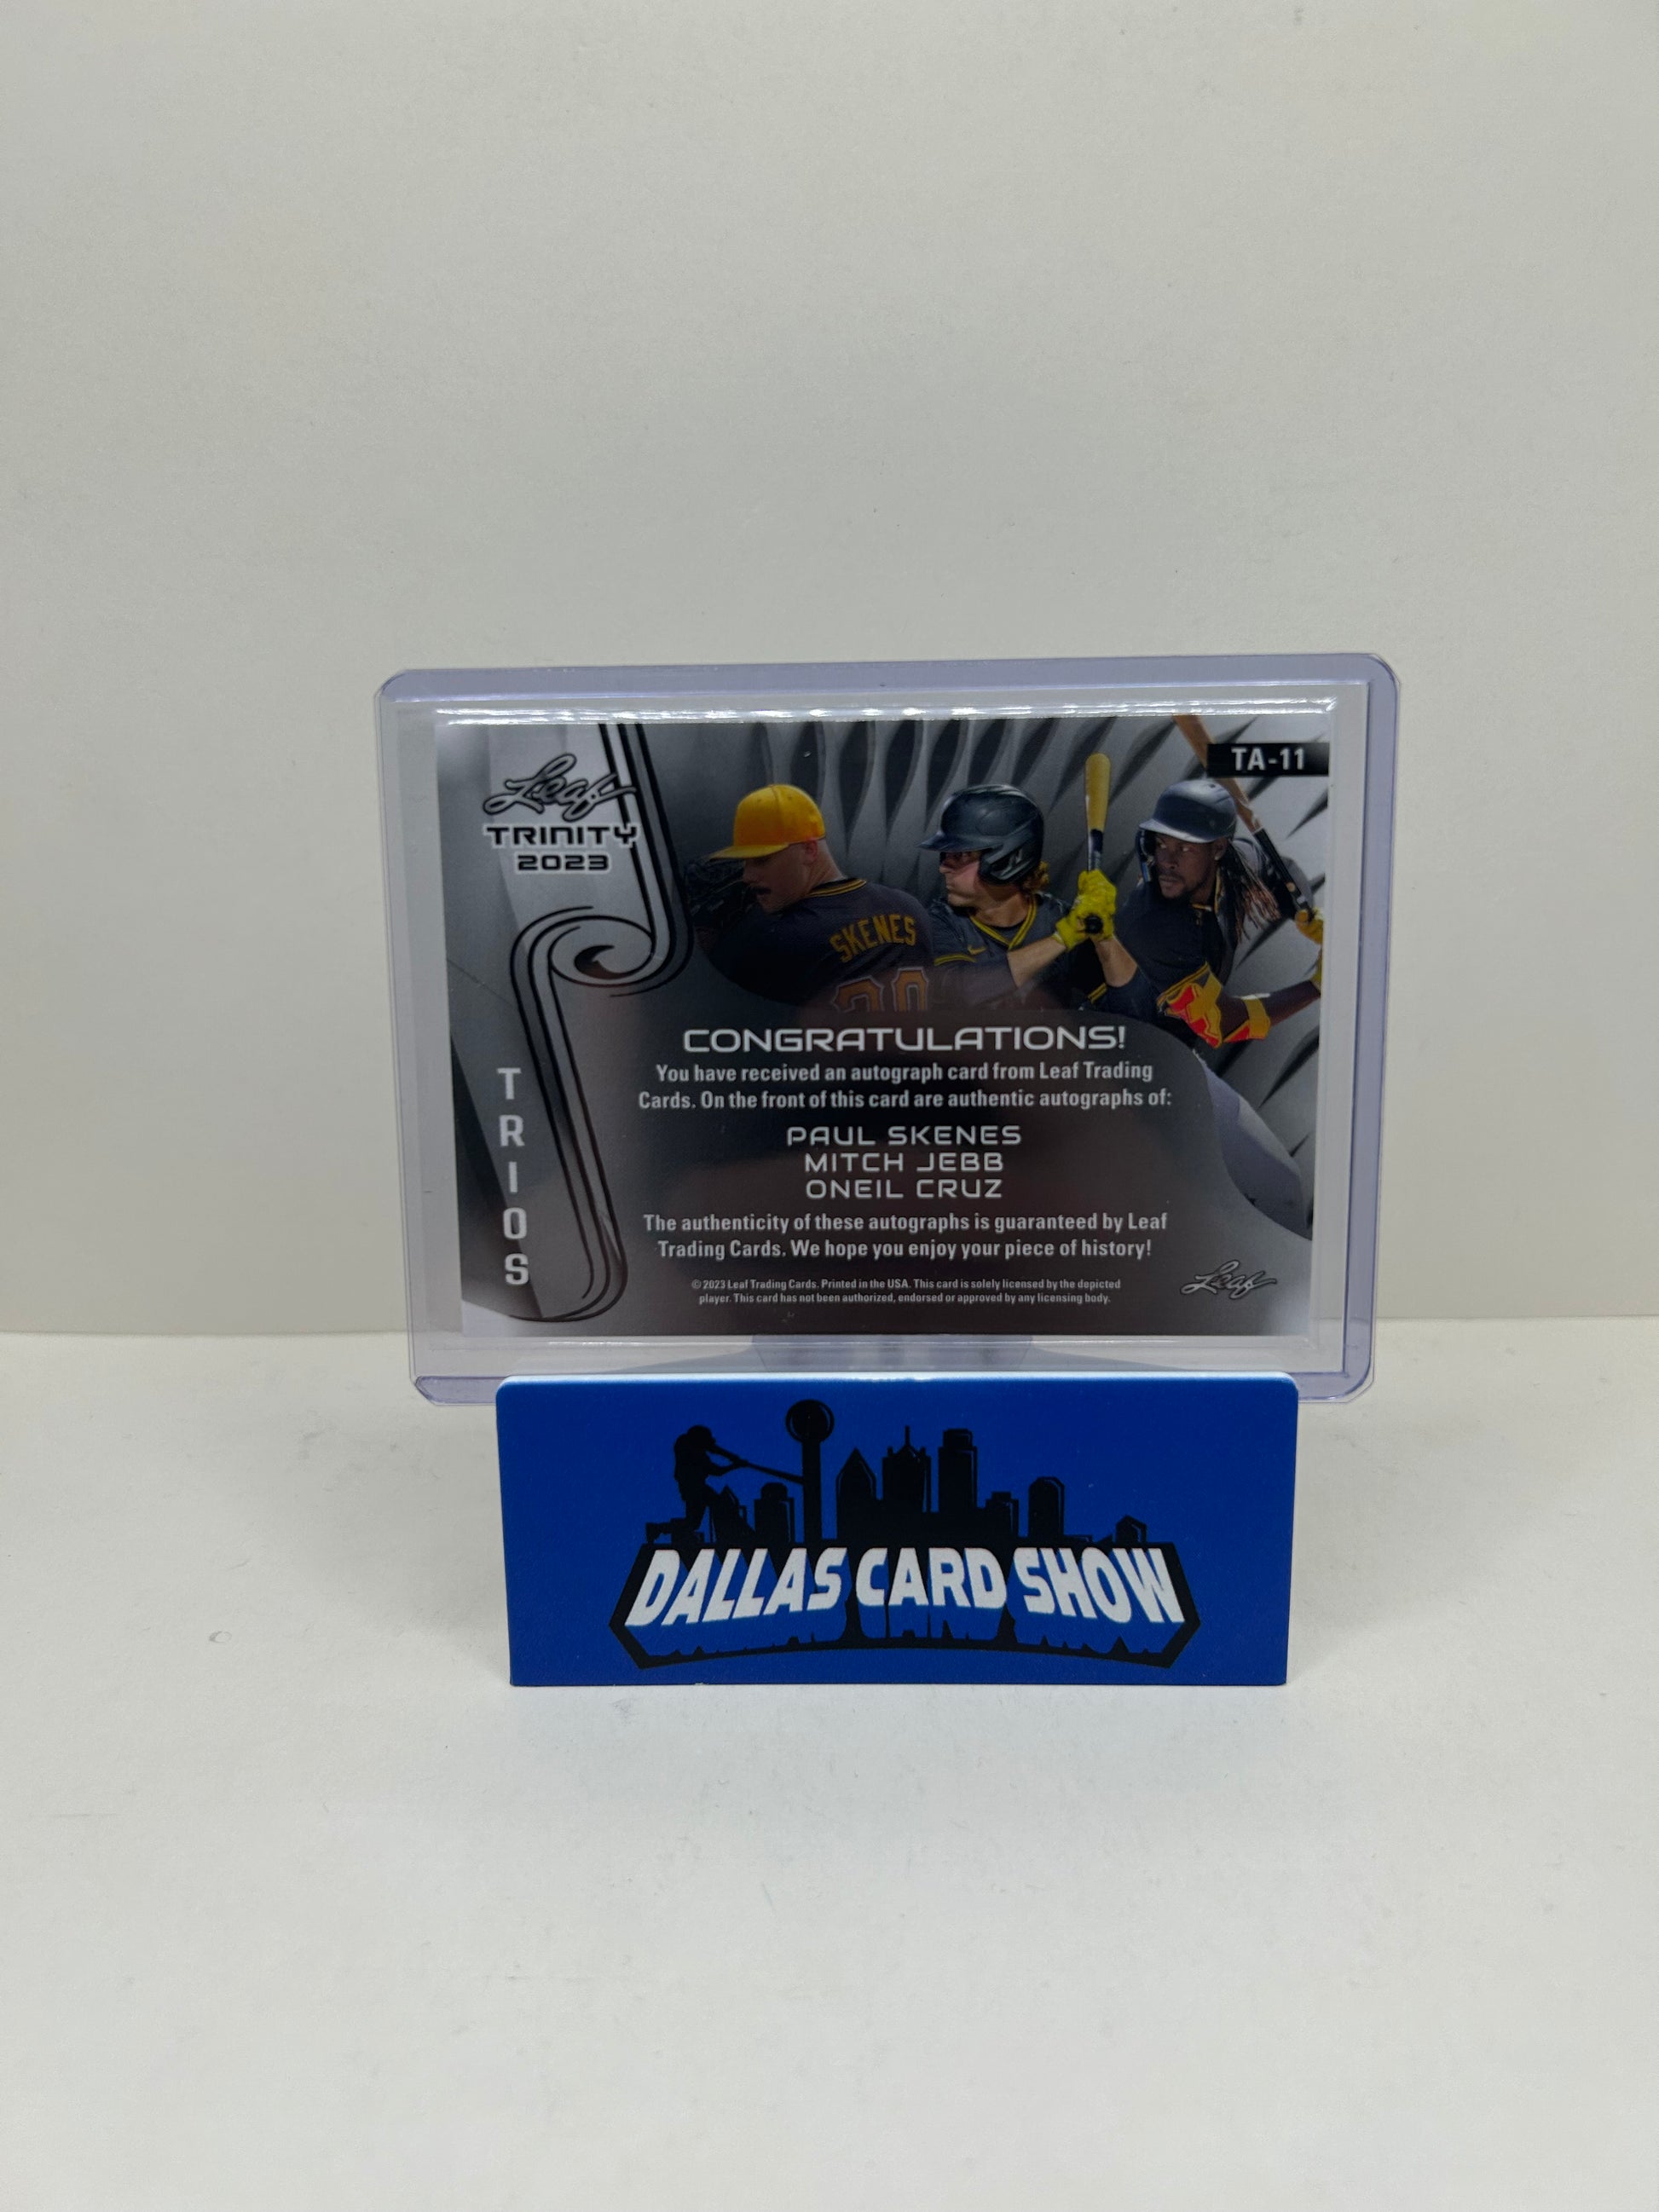 Leaf
TRINITY
2023
TA-11
SKENES
30
TRIOS
CONGRATULATIONS!
You have received an autograph card from Leaf Trading
Cards. On the front of this card are authentic autographs of:
PAUL SKENES
MITCH JEBB
ONEIL CRUZ
The authenticity of these autographs is guaranteed by Leaf
Trading Cards. We hope you enjoy your piece of history!
© 2023 Leaf Trading Cards. Printed in the USA. This card is solely licensed by the depicted
player. This card has not been authorized, endorsed or approved by any licensing body.
Leaf
DALLAS CARD SHOW